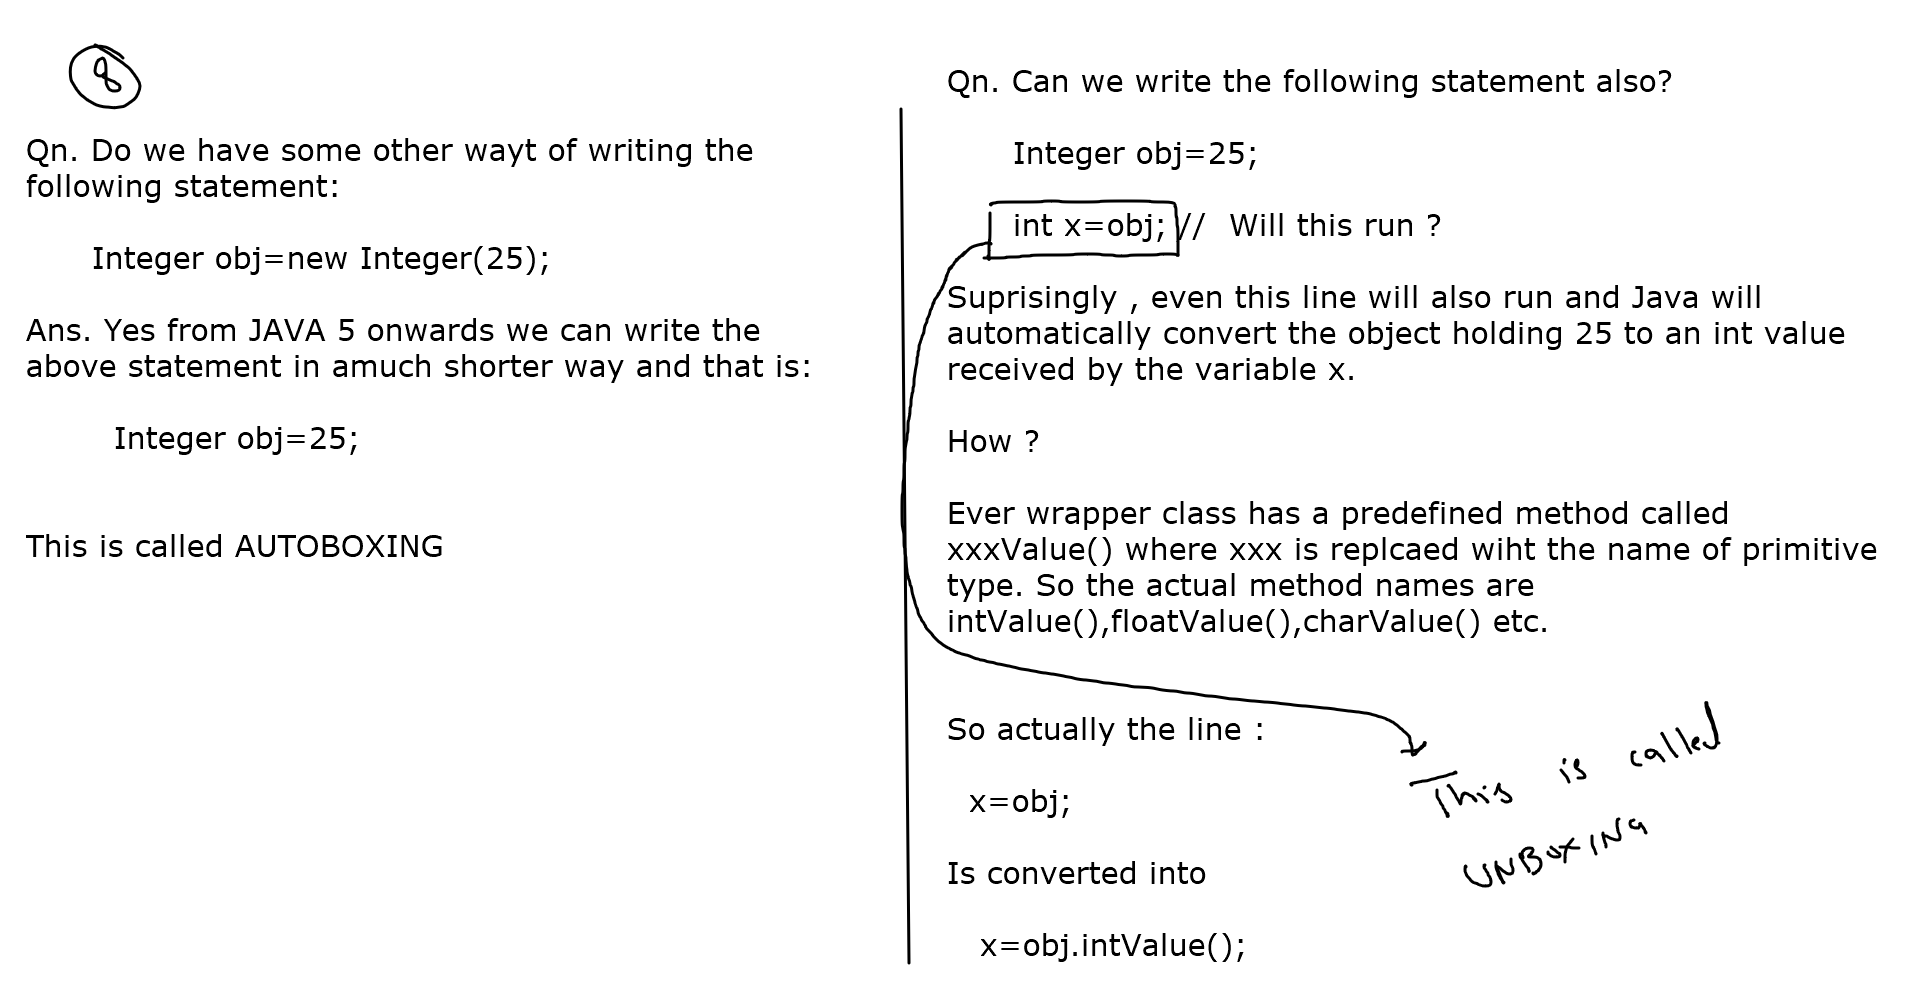 8
Qn. Do we have some other wayt of writing the
following statement:
Integer obj=new Integer(25);
Ans. Yes from JAVA 5 onwards we can write the
above statement in amuch shorter way and that is:
Integer obj=25;
This is called AUTOBOXING
Qn. Can we write the following statement also?
Integer obj=25;
int x=obj; // Will this run ?
Suprisingly , even this line will also run and Java will
automatically convert the object holding 25 to an int value
received by the variable x.
How ?
Ever wrapper class has a predefined method called
xxxValue() where xxx is replcaed wiht the name of primitive
type. So the actual method names are
intValue(),floatValue(),charValue() etc.
So actually the line :
x=obj;
Is converted into
x=obj.intValue();
This is called
UNBOXING